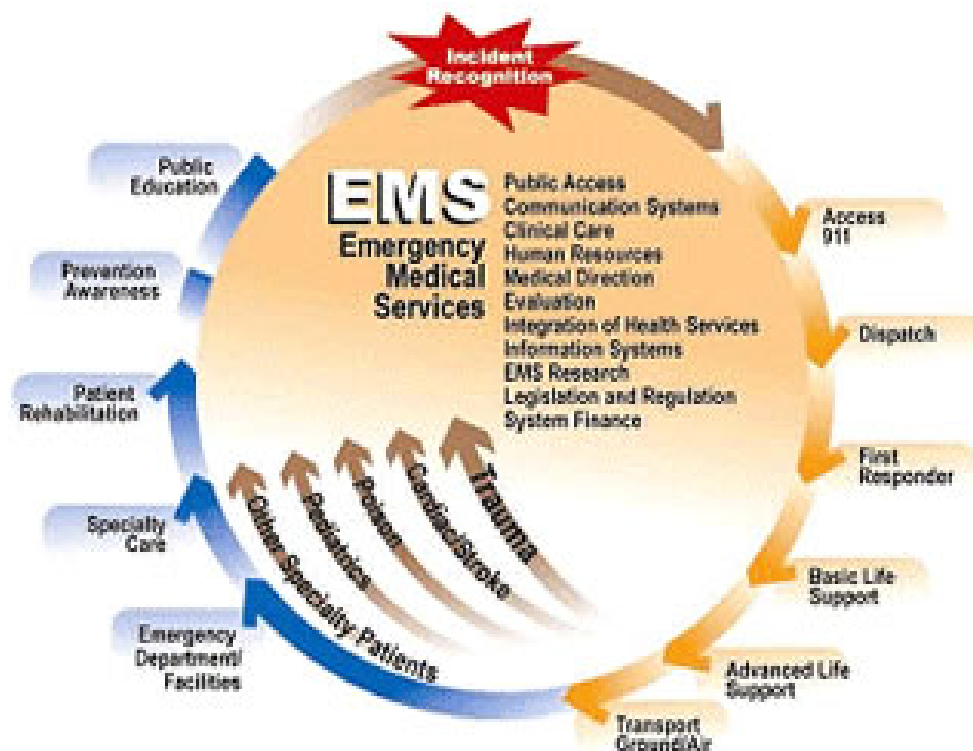 Incident
Recognition
EMS
Emergency
Medical
Services
Public Access
Communication Systems
Clinical Care
Human Resources
Medical Direction
Evaluation
Integration of Health Services
Information Systems
EMS Research
Legislation and Regulation
System Finance
Access
911
Dispatch
First
Responder
Basic Life
Support
Advanced Life
Support
Transport
Ground/Air
Emergency
Department/
Facilities
Specialty
Care
Patient
Rehabilitation
Prevention
Awareness
Public
Education
Other Specialty Patients
Pediatrics
Poison
Cardiac/Stroke
Trauma